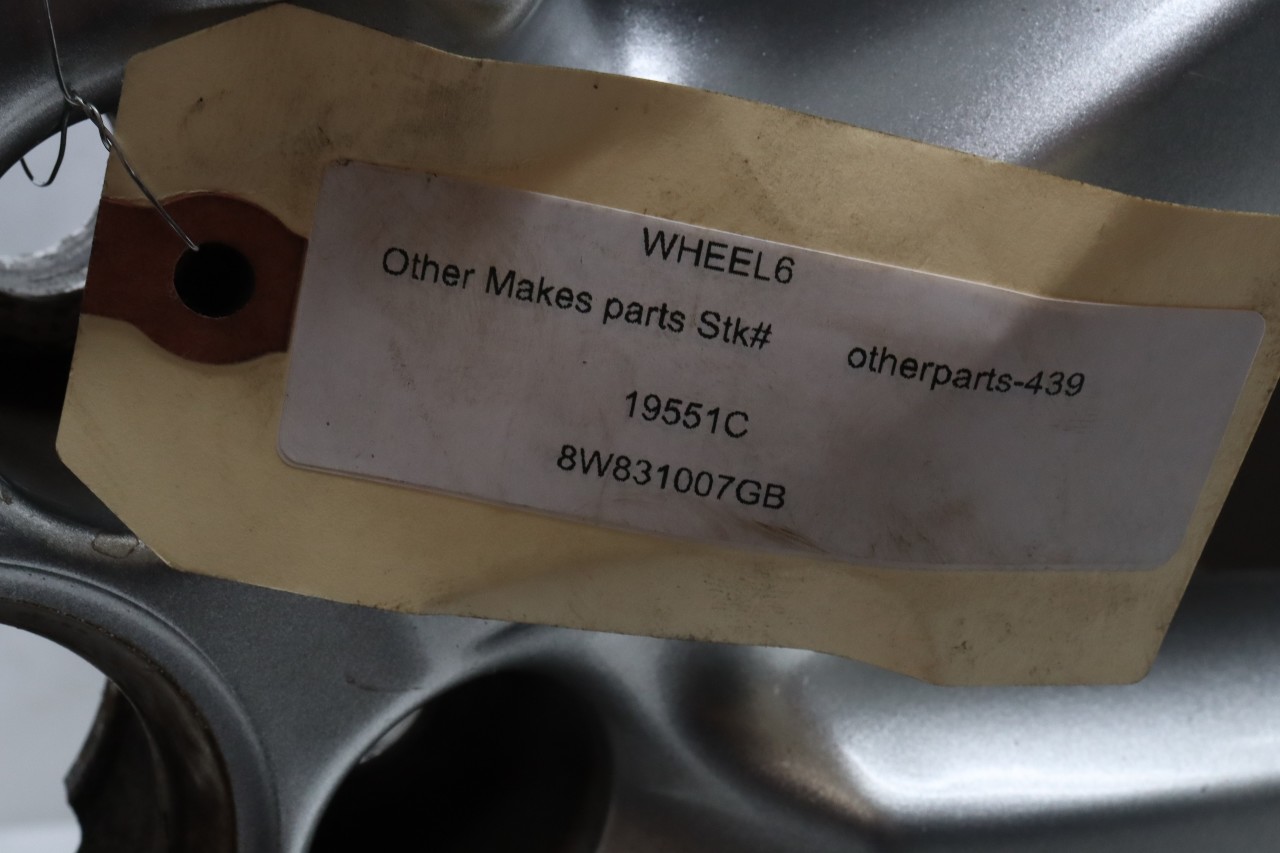 WHEEL6
Other Makes parts Stk# otherparts-439
19551C
8W831007GB